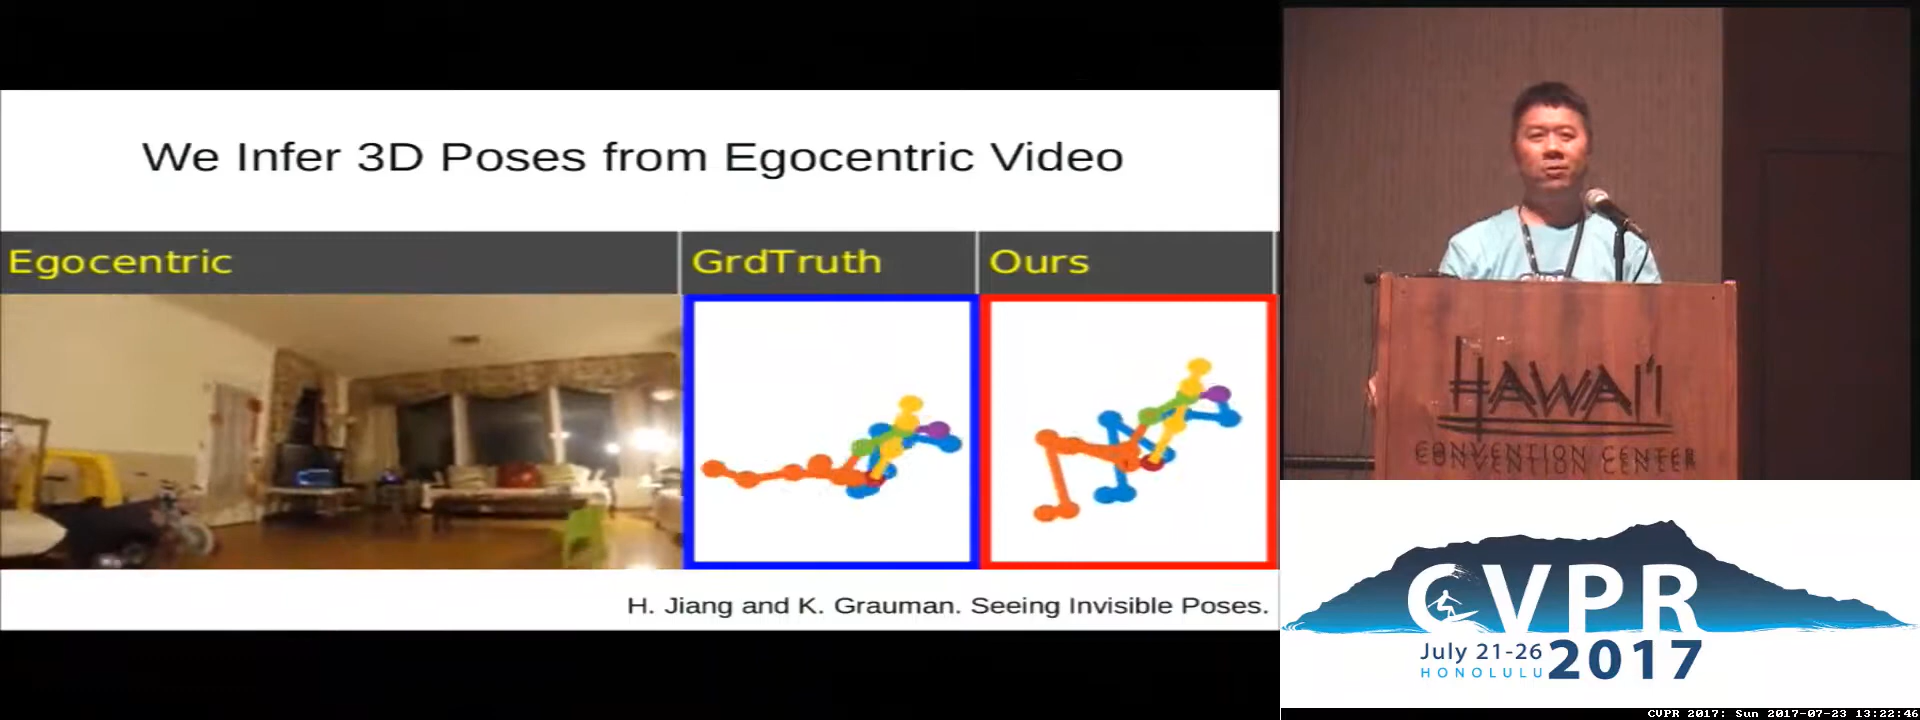 We Infer 3D Poses from Egocentric Video
Egocentric
GrdTruth
Ours
H. Jiang and K. Grauman. Seeing Invisible Poses.
HAWAI'I
CONVENTION CENTER
CVPR
July 21-26
HONOLULU
2017
CVPR 2017: Sun 2017-07-23 13:22:46